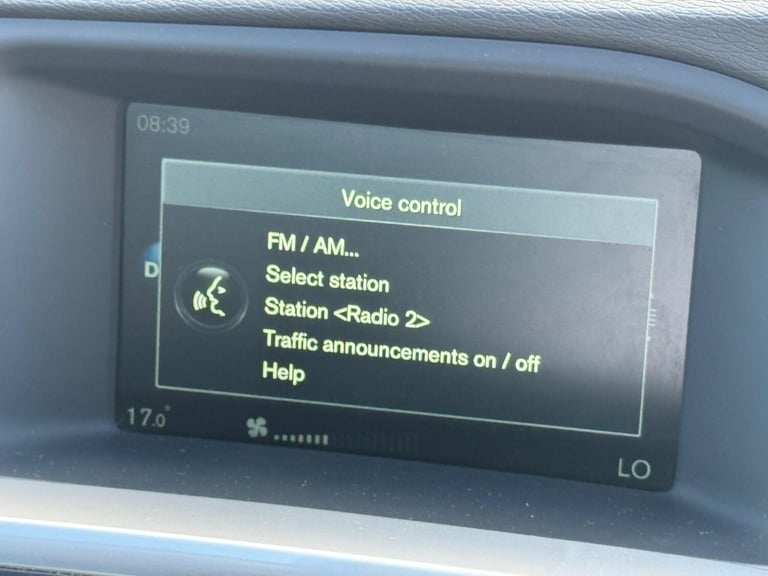 08:39
Voice control
FM / AM...
Select station
Station <Radio 2>
Traffic announcements on / off
Help
D
17.0°
LO